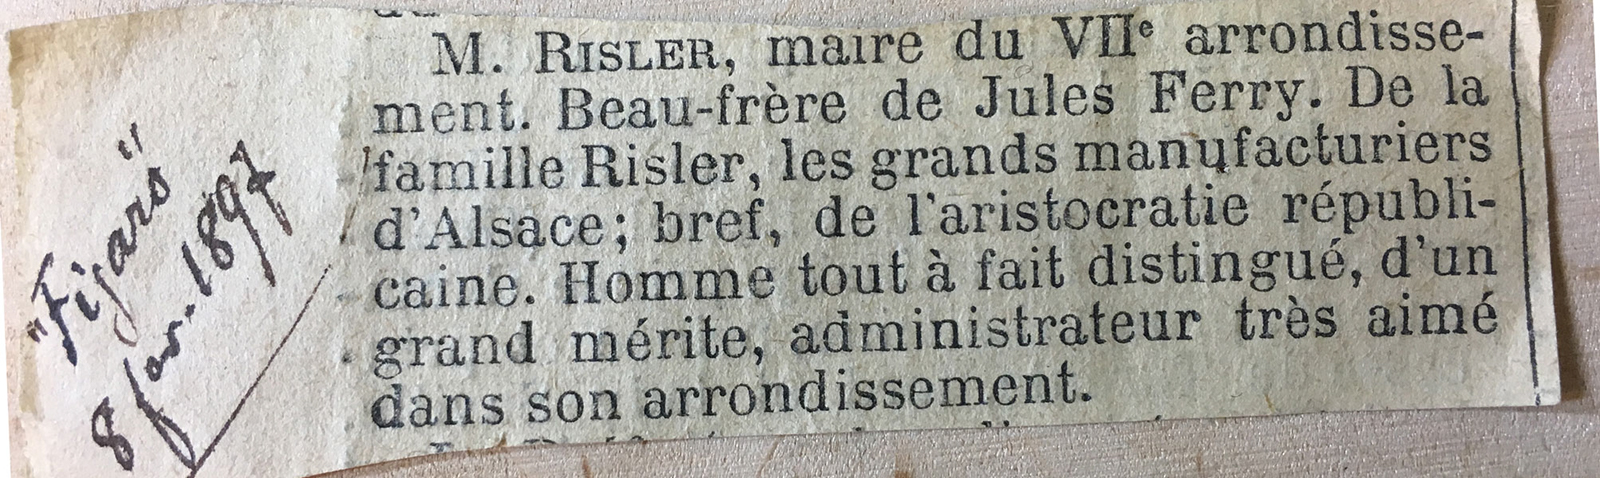 "Figaro"
8 jan. 1897
M. RISLER, maire du VIIe arrondisse-
ment. Beau-frère de Jules Ferry. De la
famille Risler, les grands manufacturiers
d'Alsace; bref, de l'aristocratie républi-
caine. Homme tout à fait distingué, d'un
grand mérite, administrateur très aimé
dans son arrondissement.